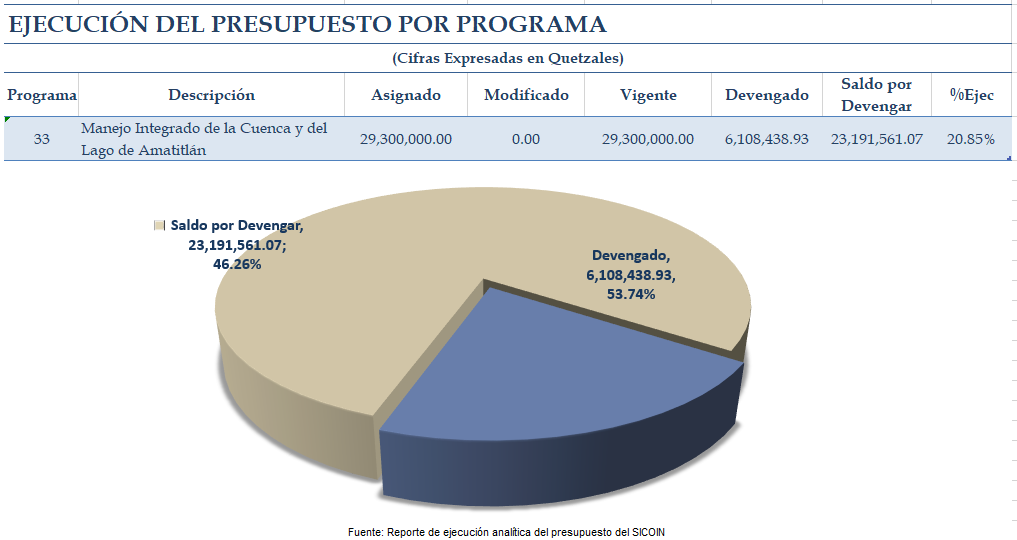 EJECUCIÓN DEL PRESUPUESTO POR PROGRAMA
(Cifras Expresadas en Quetzales)
Programa Descripción Asignado Modificado Vigente Devengado Saldo por Devengar %Ejec
33 Manejo Integrado de la Cuenca y del Lago de Amatitlán 29,300,000.00 0.00 29,300,000.00 6,108,438.93 23,191,561.07 20.85%
Saldo por Devengar,
23,191,561.07;
46.26%
Devengado,
6,108,438.93,
53.74%
Fuente: Reporte de ejecución analítica del presupuesto del SICOIN